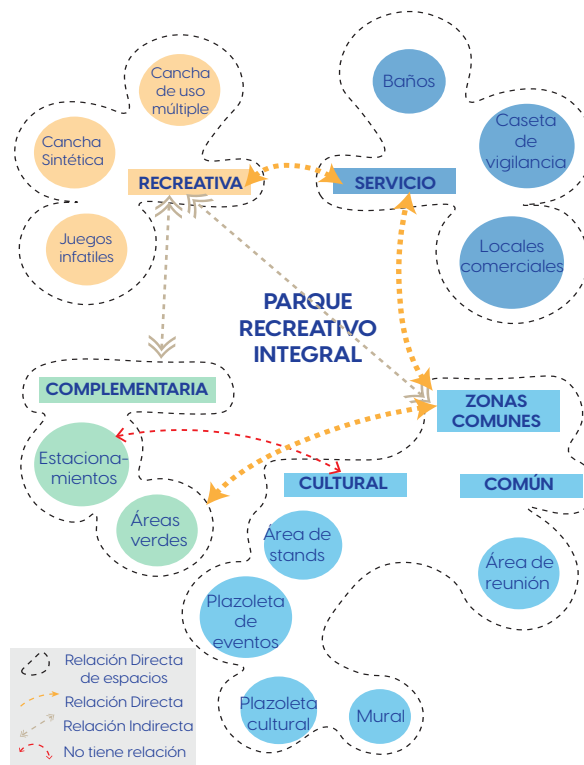 Cancha
de uso
múltiple
Cancha
Sintética
RECREATIVA
Juegos
infatiles
Baños
Caseta
de
vigilancia
SERVICIO
Locales
comerciales
PARQUE
RECREATIVO
INTEGRAL
COMPLEMENTARIA
Estaciona-
mientos
Áreas
verdes
ZONAS
COMUNES
CULTURAL
COMÚN
Área de
stands
Área de
reunión
Plazoleta
de
eventos
Plazoleta
cultural
Mural
Relación Directa
de espacios
Relación Directa
Relación Indirecta
No tiene relación